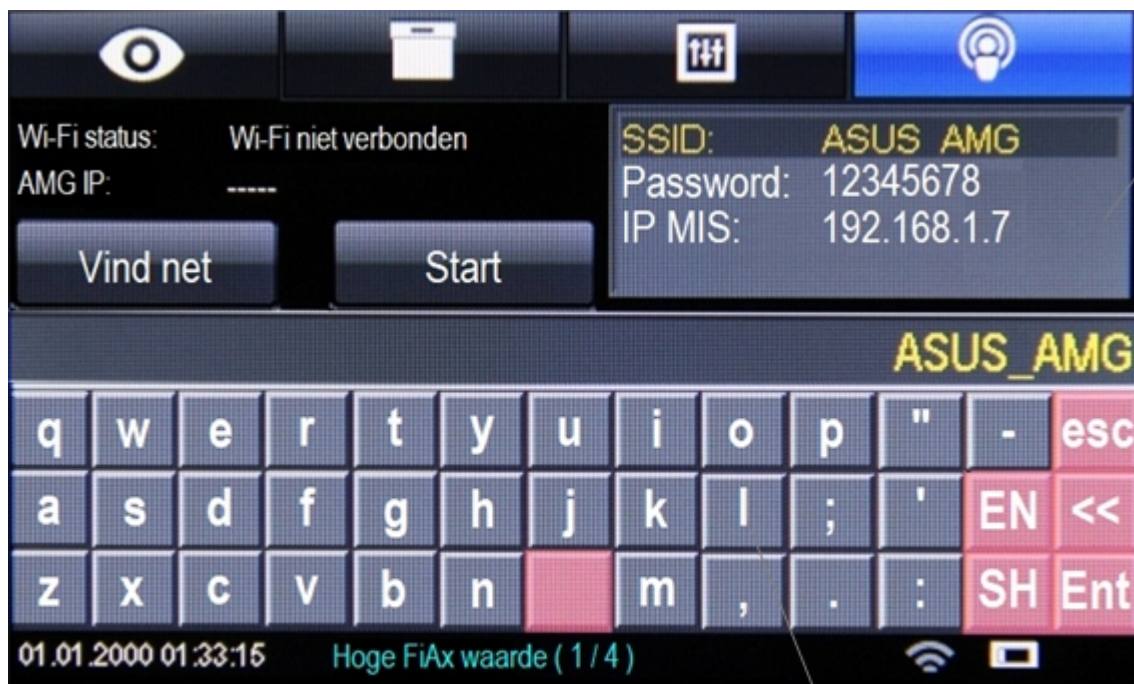 Wi-Fi status: Wi-Fi niet verbonden
AMG IP: -----
SSID: ASUS AMG
Password: 12345678
IP MIS: 192.168.1.7
Vind net
Start
ASUS_AMG
q w e r t y u i o p " - esc
a s d f g h j k l ; ' EN <<
z x c v b n m , . : SH Ent
01.01.2000 01:33:15 Hoge FiAx waarde ( 1 / 4 )